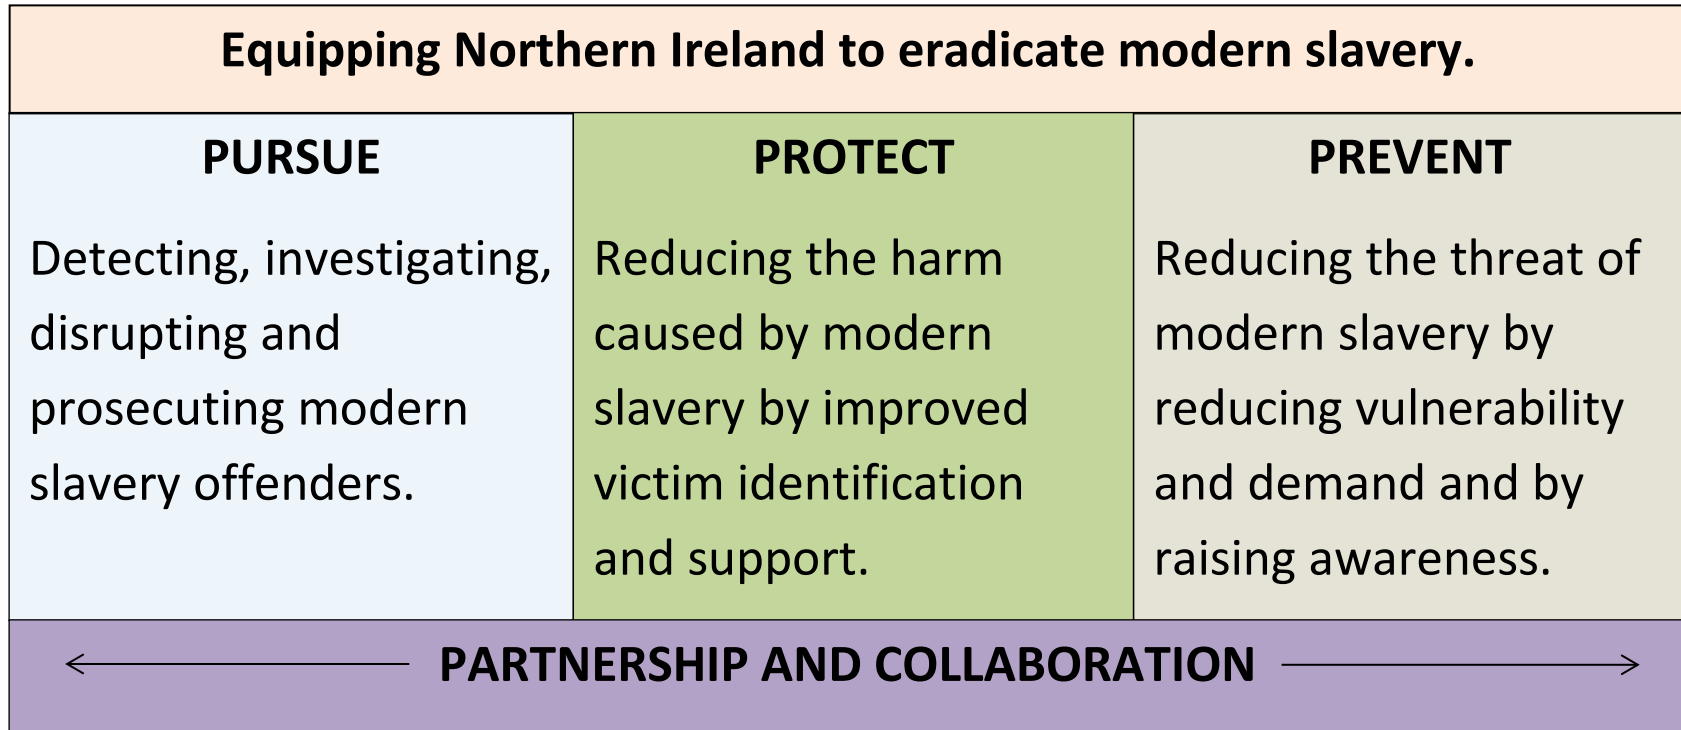 Equipping Northern Ireland to eradicate modern slavery.
PURSUE
Detecting, investigating,
disrupting and
prosecuting modern
slavery offenders.
PROTECT
Reducing the harm
caused by modern
slavery by improved
victim identification
and support.
PREVENT
Reducing the threat of
modern slavery by
reducing vulnerability
and demand and by
raising awareness.
PARTNERSHIP AND COLLABORATION